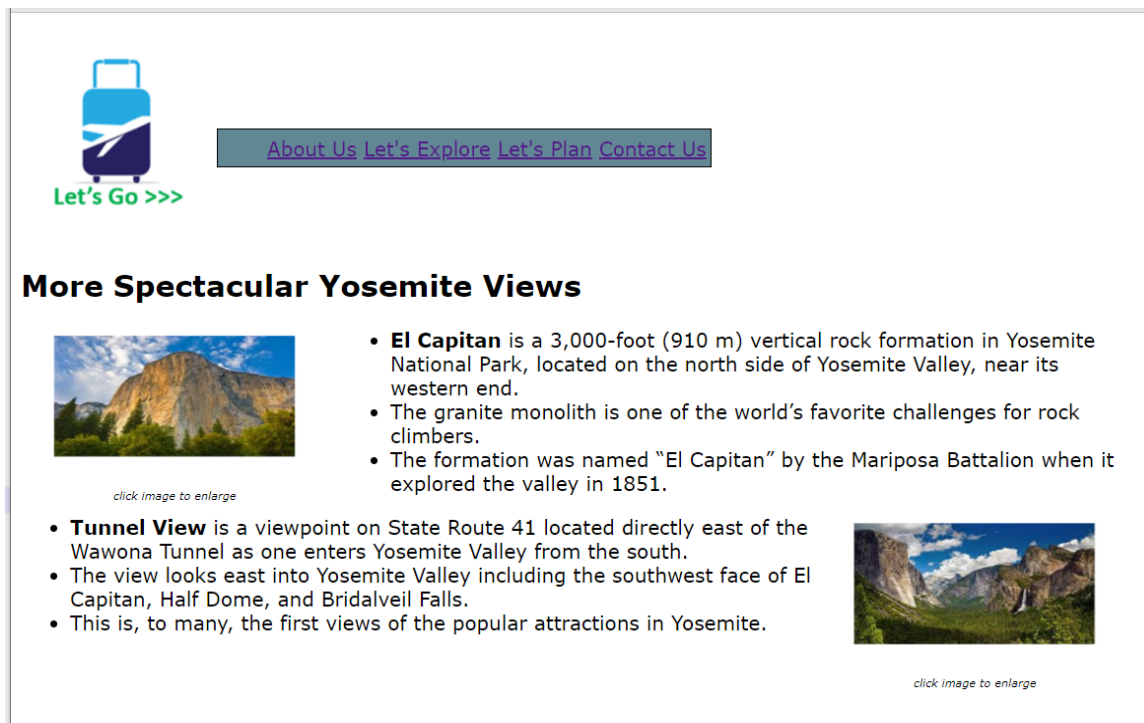 Let's Go >>>
About Us Let's Explore Let's Plan Contact Us
More Spectacular Yosemite Views
• El Capitan is a 3,000-foot (910 m) vertical rock formation in Yosemite
National Park, located on the north side of Yosemite Valley, near its
western end.
• The granite monolith is one of the world’s favorite challenges for rock
climbers.
• The formation was named “El Capitan” by the Mariposa Battalion when it
explored the valley in 1851.
click image to enlarge
• Tunnel View is a viewpoint on State Route 41 located directly east of the
Wawona Tunnel as one enters Yosemite Valley from the south.
• The view looks east into Yosemite Valley including the southwest face of El
Capitan, Half Dome, and Bridalveil Falls.
• This is, to many, the first views of the popular attractions in Yosemite.
click image to enlarge